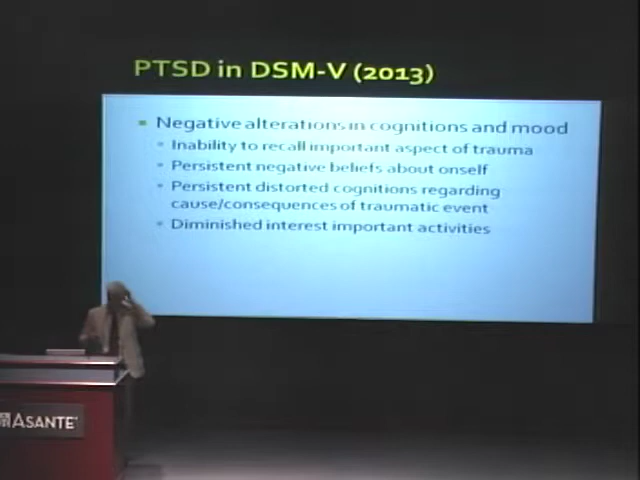 PTSD in DSM-V (2013)
Negative alterations in cognitions and mood
Inability to recall important aspect of trauma
Persistent negative beliefs about onself
Persistent distorted cognitions regarding
cause/consequences of traumatic event
Diminished interest important activities
ASANTE